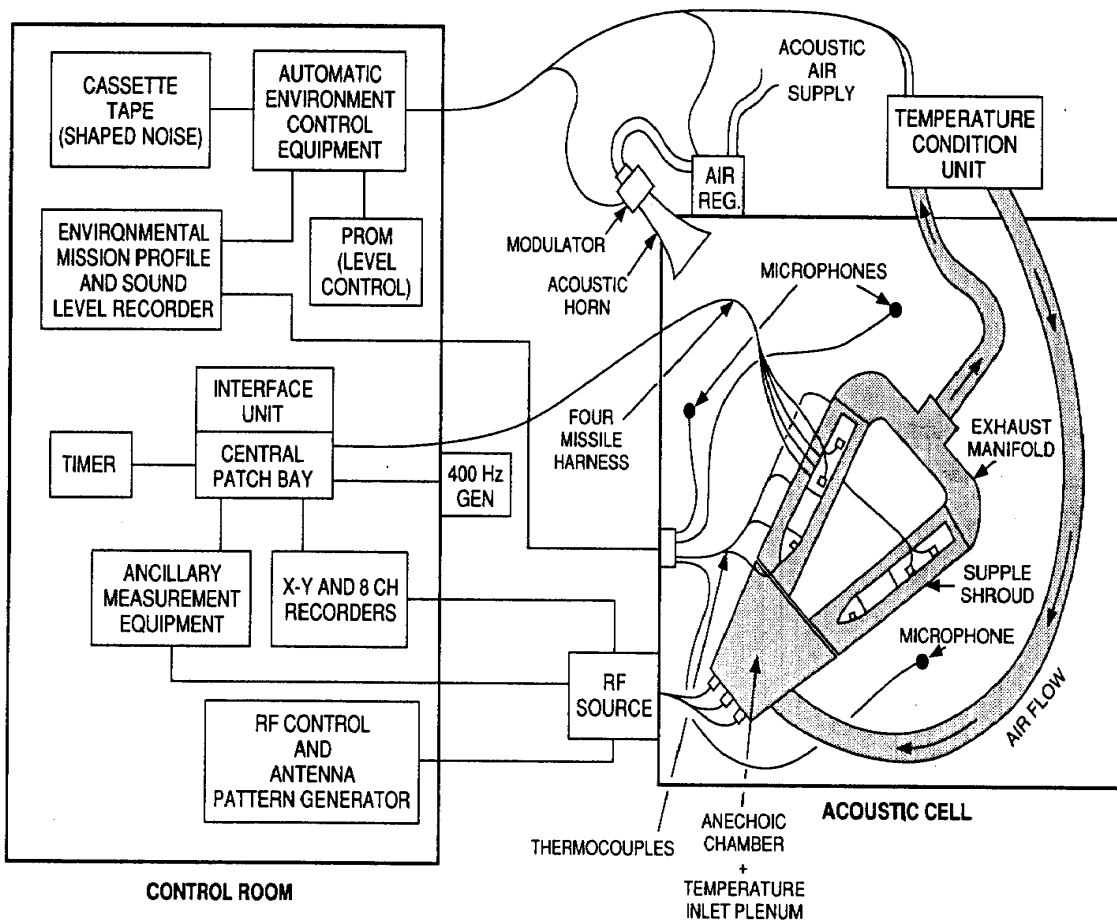 CASSETTE
TAPE
(SHAPED NOISE)
AUTOMATIC
ENVIRONMENT
CONTROL
EQUIPMENT
ENVIRONMENTAL
MISSION PROFILE
AND SOUND
LEVEL RECORDER
PROM
(LEVEL
CONTROL)
INTERFACE
UNIT
TIMER
CENTRAL
PATCH BAY
400 Hz
GEN
ANCILLARY
MEASUREMENT
EQUIPMENT
X-Y AND 8 CH
RECORDERS
RF CONTROL
AND
ANTENNA
PATTERN GENERATOR
RF
SOURCE
CONTROL ROOM
ACOUSTIC
AIR
SUPPLY
AIR
REG.
TEMPERATURE
CONDITION
UNIT
MODULATOR
ACOUSTIC
HORN
MICROPHONES
FOUR
MISSILE
HARNESS
EXHAUST
MANIFOLD
SUPPLE
SHROUD
MICROPHONE
AIR FLOW
THERMOCOUPLES
ANECHOIC
CHAMBER
+
TEMPERATURE
INLET PLENUM
ACOUSTIC CELL